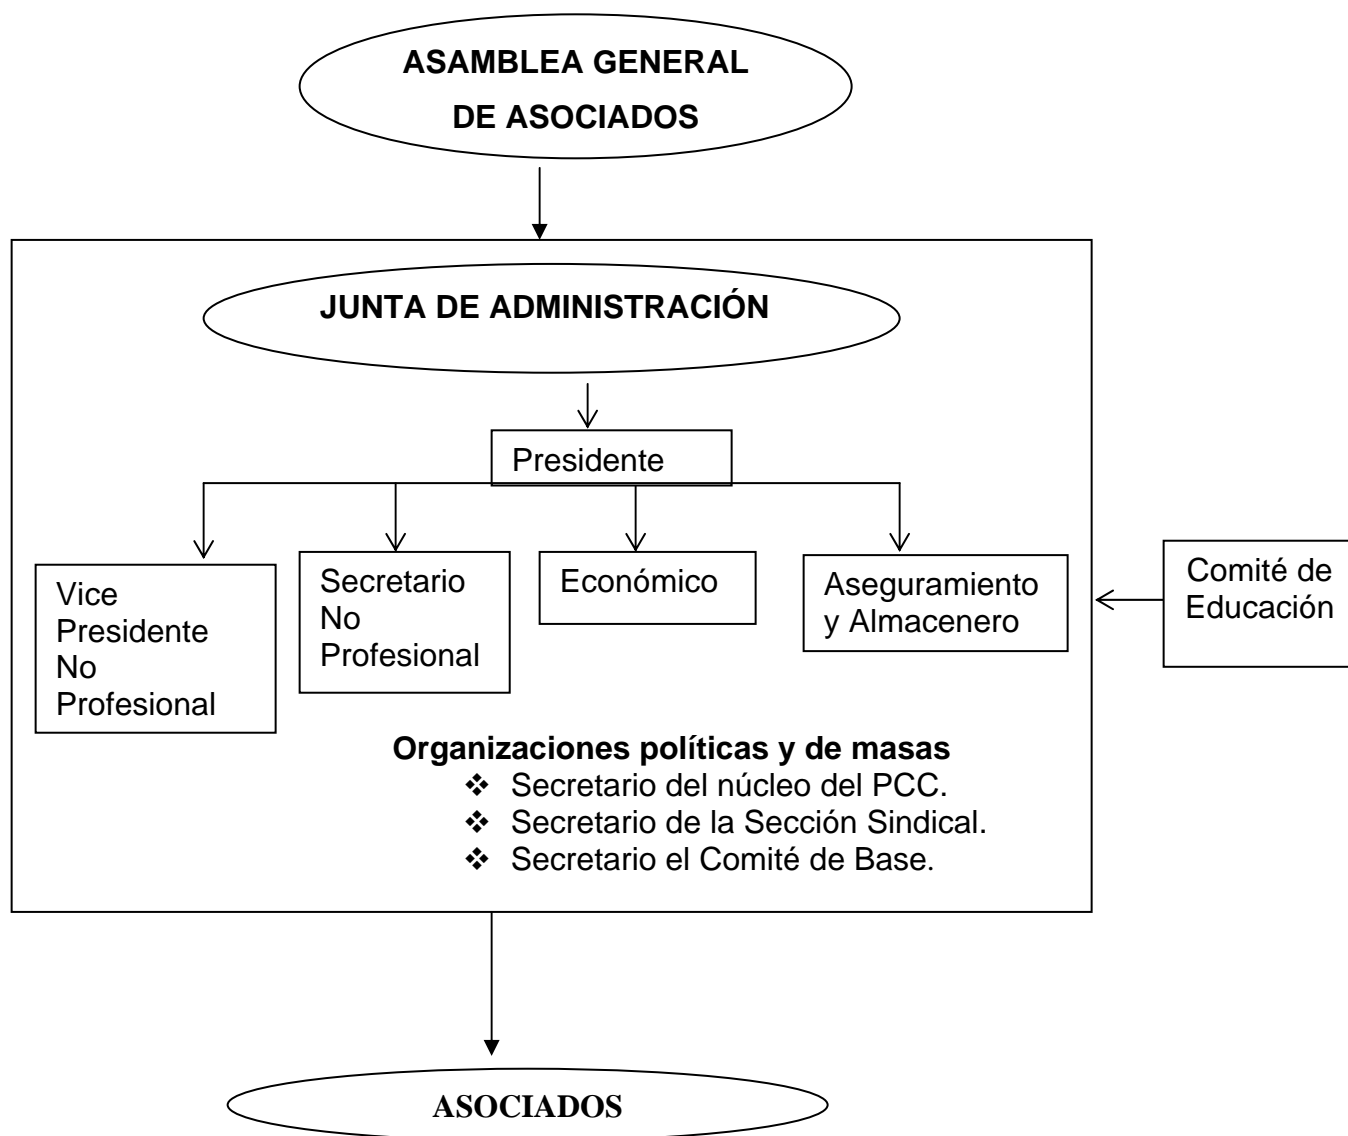 ASAMBLEA GENERAL
DE ASOCIADOS
JUNTA DE ADMINISTRACIÓN
Presidente
Vice
Presidente
No
Profesional
Secretario
No
Profesional
Económico
Aseguramiento
y Almacenero
Comité de
Educación
Organizaciones políticas y de masas
❖ Secretario del núcleo del PCC.
❖ Secretario de la Sección Sindical.
❖ Secretario el Comité de Base.
ASOCIADOS